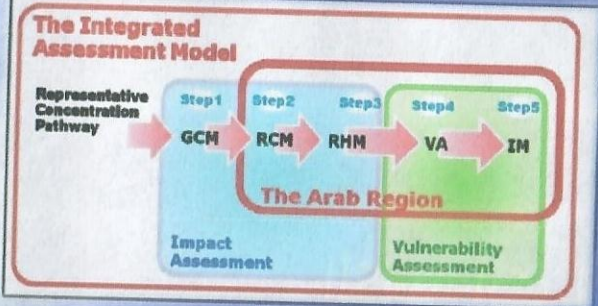 The Integrated
Assessment Model
Representative
Concentration
Pathway
Step1
Step2
Step3
Step4
Step5
GCM
RCM
RHM
VA
IM
The Arab Region
Impact
Assessment
Vulnerability
Assessment